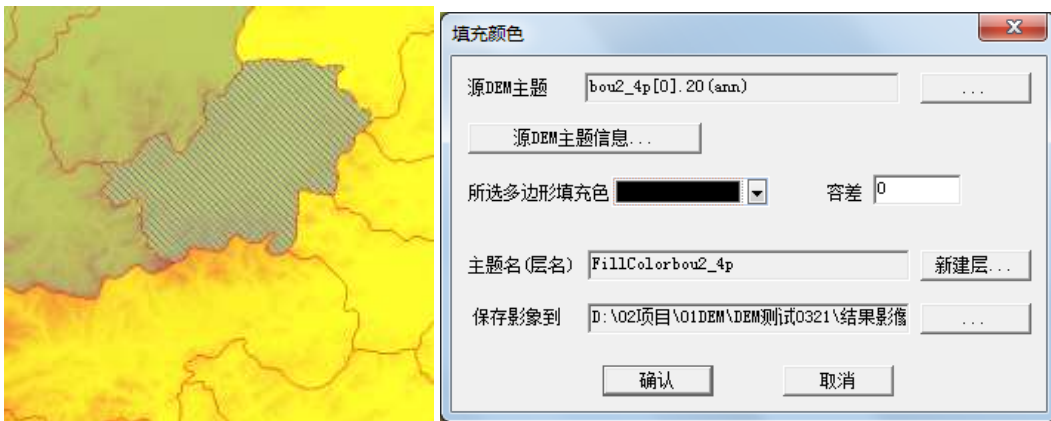 填充颜色
源DEM主题 bou2_4p[0].20(ann) ...
源DEM主题信息...
所选多边形填充色 容差 0
主题名(层名) FillColorbou2_4p 新建层...
保存影象到 D:\02项目\01DEM\DEM测试0321\结果影像 ...
确认 取消